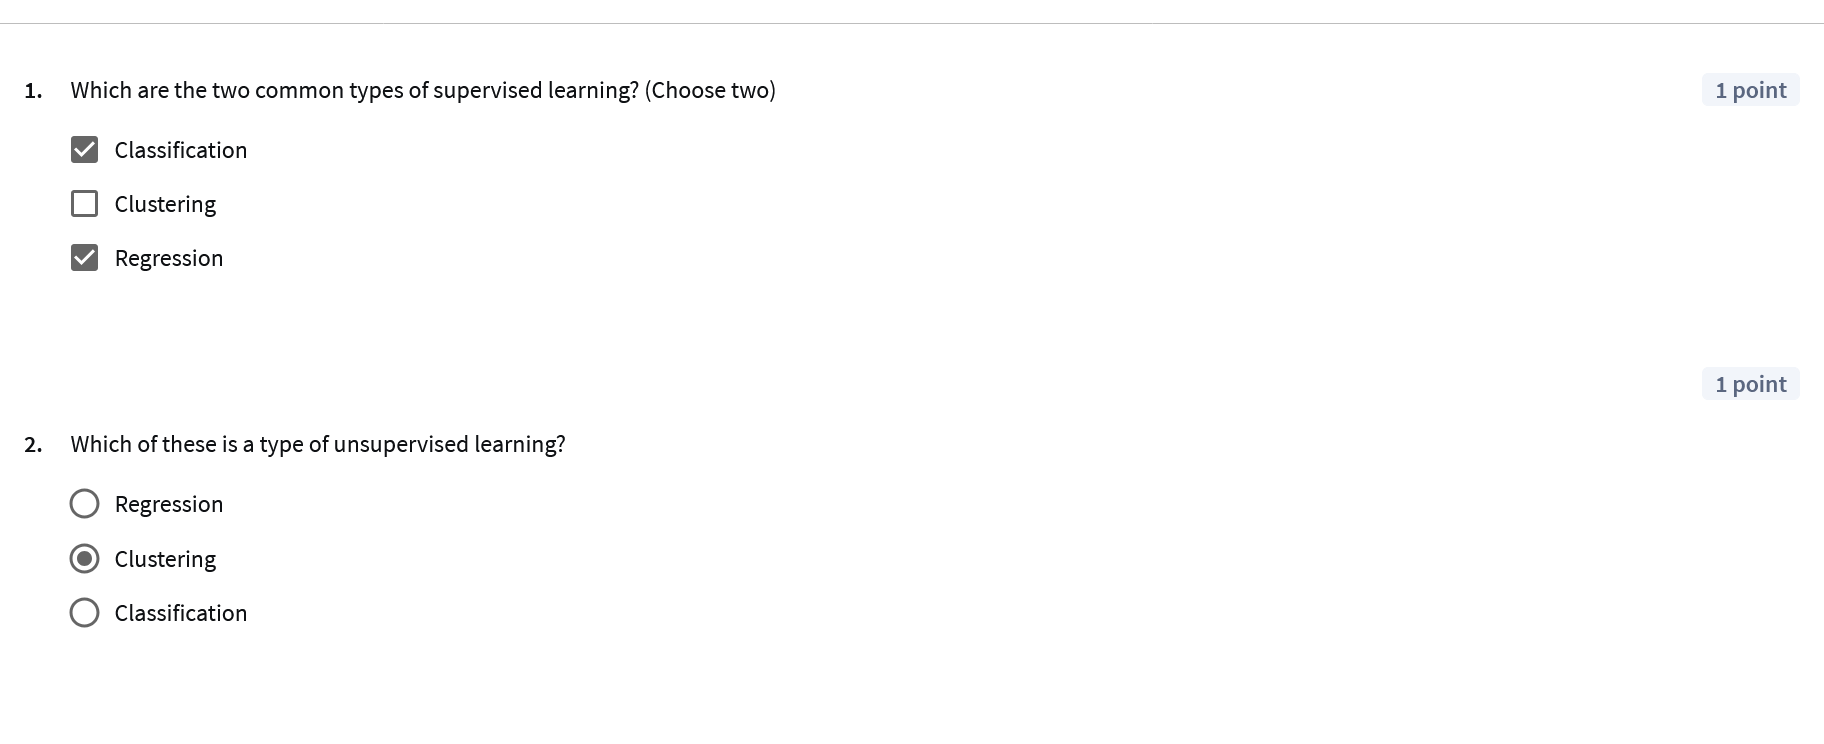 1. Which are the two common types of supervised learning? (Choose two)
1 point
Classification
Clustering
Regression
1 point
2. Which of these is a type of unsupervised learning?
Regression
Clustering
Classification